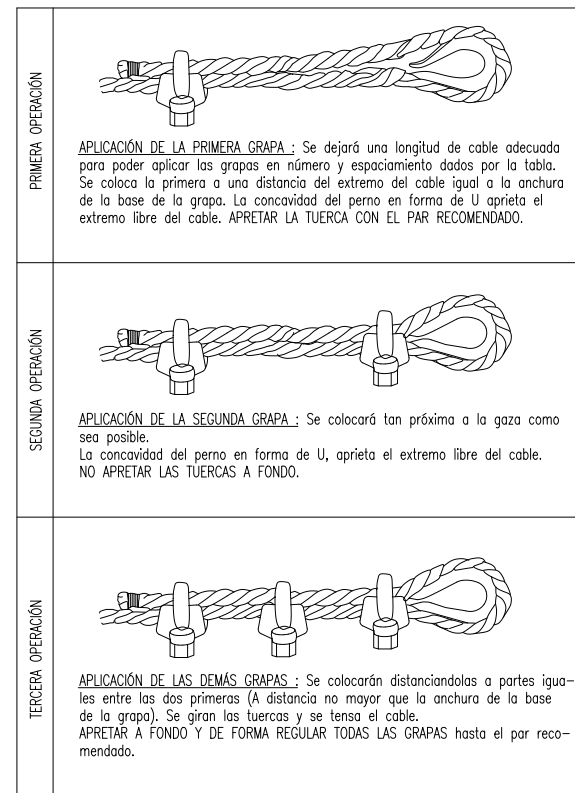 PRIMERA OPERACIÓN
APLICACIÓN DE LA PRIMERA GRAPA : Se dejará una longitud de cable adecuada
para poder aplicar las grapas en número y espaciamiento dados por la tabla.
Se coloca la primera a una distancia del extremo del cable igual a la anchura
de la base de la grapa. La concavidad del perno en forma de U aprieta el
extremo libre del cable. APRETAR LA TUERCA CON EL PAR RECOMENDADO.
SEGUNDA OPERACIÓN
APLICACIÓN DE LA SEGUNDA GRAPA : Se colocará tan próxima a la gaza como
sea posible.
La concavidad del perno en forma de U, aprieta el extremo libre del cable.
NO APRETAR LAS TUERCAS A FONDO.
TERCERA OPERACIÓN
APLICACIÓN DE LAS DEMÁS GRAPAS : Se colocarán distanciandolas a partes igua-
les entre las dos primeras (A distancia no mayor que la anchura de la base
de la grapa). Se giran las tuercas y se tensa el cable.
APRETAR A FONDO Y DE FORMA REGULAR TODAS LAS GRAPAS hasta el par reco-
mendado.